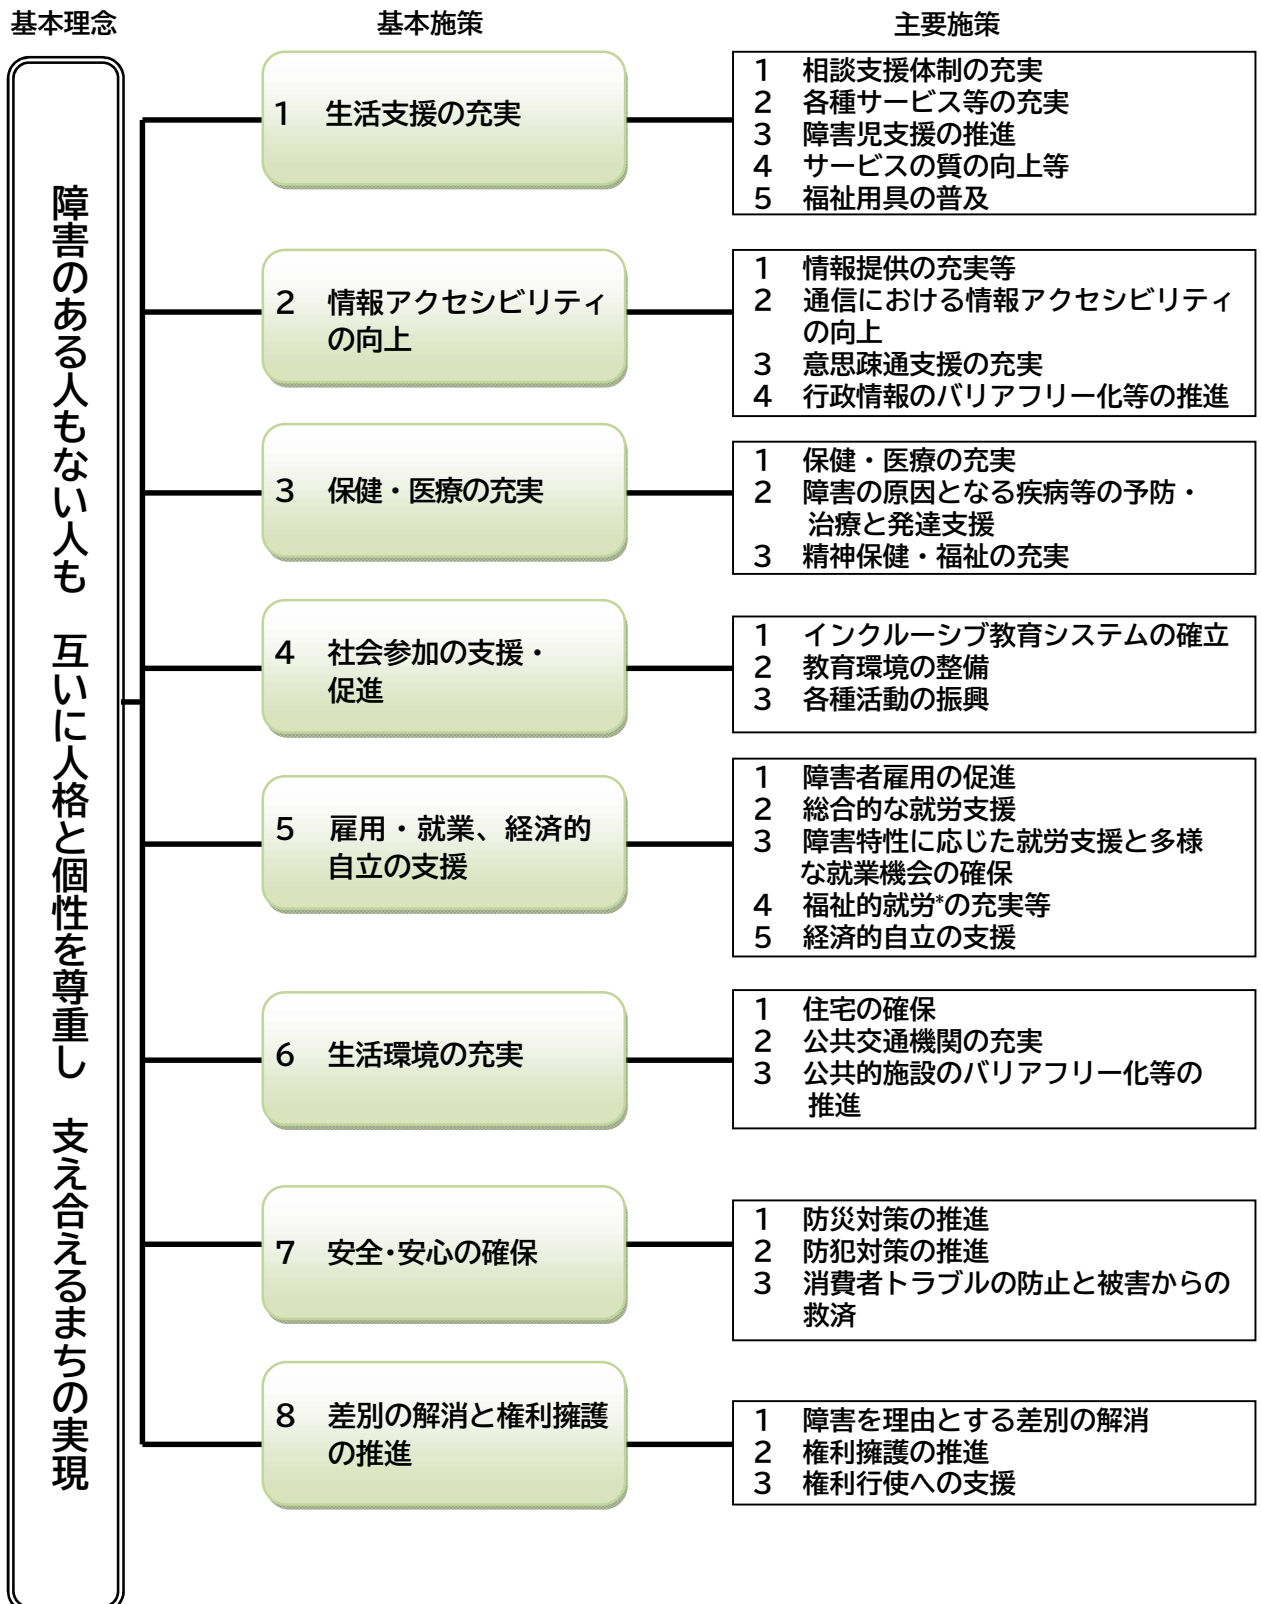 基本理念
基本施策
主要施策
障害のある人もない人も　互いに人格と個性を尊重し　支え合えるまちの実現
1　生活支援の充実
1　相談支援体制の充実
2　各種サービス等の充実
3　障害児支援の推進
4　サービスの質の向上等
5　福祉用具の普及
2　情報アクセシビリティ
の向上
1　情報提供の充実等
2　通信における情報アクセシビリティ
の向上
3　意思疎通支援の充実
4　行政情報のバリアフリー化等の推進
3　保健・医療の充実
1　保健・医療の充実
2　障害の原因となる疾病等の予防・
治療と発達支援
3　精神保健・福祉の充実
4　社会参加の支援・
促進
1　インクルーシブ教育システムの確立
2　教育環境の整備
3　各種活動の振興
5　雇用・就業、経済的
自立の支援
1　障害者雇用の促進
2　総合的な就労支援
3　障害特性に応じた就労支援と多様
な就業機会の確保
4　福祉的就労*の充実等
5　経済的自立の支援
6　生活環境の充実
1　住宅の確保
2　公共交通機関の充実
3　公共的施設のバリアフリー化等の
推進
7　安全・安心の確保
1　防災対策の推進
2　防犯対策の推進
3　消費者トラブルの防止と被害からの
救済
8　差別の解消と権利擁護
の推進
1　障害を理由とする差別の解消
2　権利擁護の推進
3　権利行使への支援